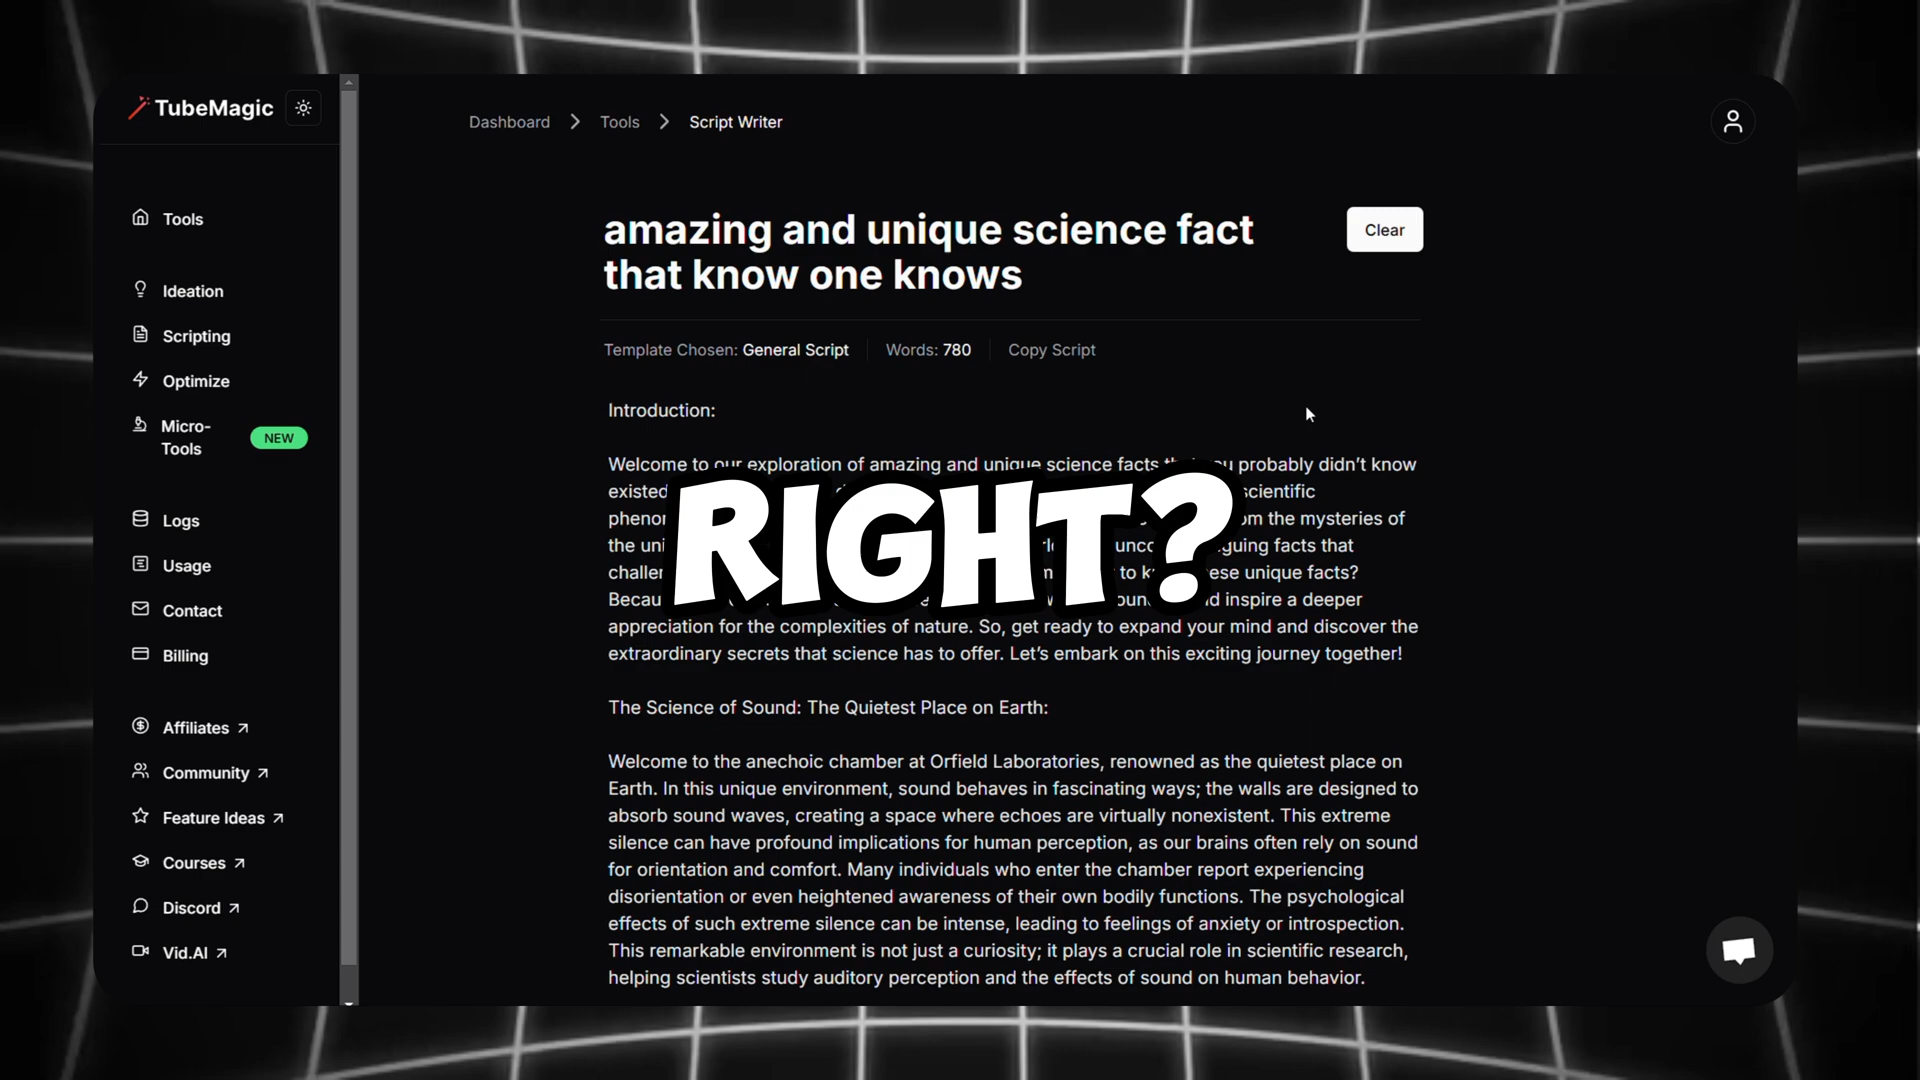 TubeMagic
Dashboard > Tools > Script Writer
Tools
Ideation
Scripting
Optimize
Micro-
Tools
NEW
Logs
Usage
Contact
Billing
Affiliates
Community
Feature Ideas
Courses
Discord
Vid.AI
amazing and unique science fact
that know one knows
Clear
Template Chosen: General Script
Words: 780
Copy Script
Introduction:
Welcome to our exploration of amazing and unique science facts probably didn’t know
existed scientific
the mysteries of
the facts that
to unique facts?
inspire a deeper
appreciation for the complexities of nature. So, get ready to expand your mind and discover the
extraordinary secrets that science has to offer. Let’s embark on this exciting journey together!
RIGHT?
The Science of Sound: The Quietest Place on Earth:
Welcome to the anechoic chamber at Orfield Laboratories, renowned as the quietest place on
Earth. In this unique environment, sound behaves in fascinating ways; the walls are designed to
absorb sound waves, creating a space where echoes are virtually nonexistent. This extreme
silence can have profound implications for human perception, as our brains often rely on sound
for orientation and comfort. Many individuals who enter the chamber report experiencing
disorientation or even heightened awareness of their own bodily functions. The psychological
effects of such extreme silence can be intense, leading to feelings of anxiety or introspection.
This remarkable environment is not just a curiosity; it plays a crucial role in scientific research,
helping scientists study auditory perception and the effects of sound on human behavior.